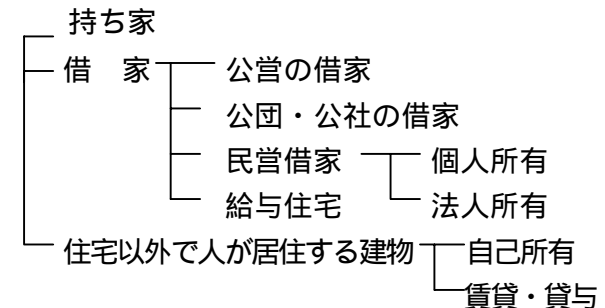 持ち家
借　家 公営の借家
公団・公社の借家
民営借家 個人所有
給与住宅 法人所有
住宅以外で人が居住する建物 自己所有
賃貸・貸与